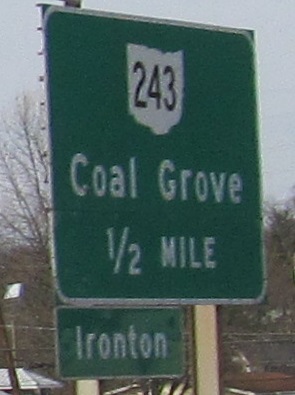 243
Coal Grove
1/2 MILE
Ironton